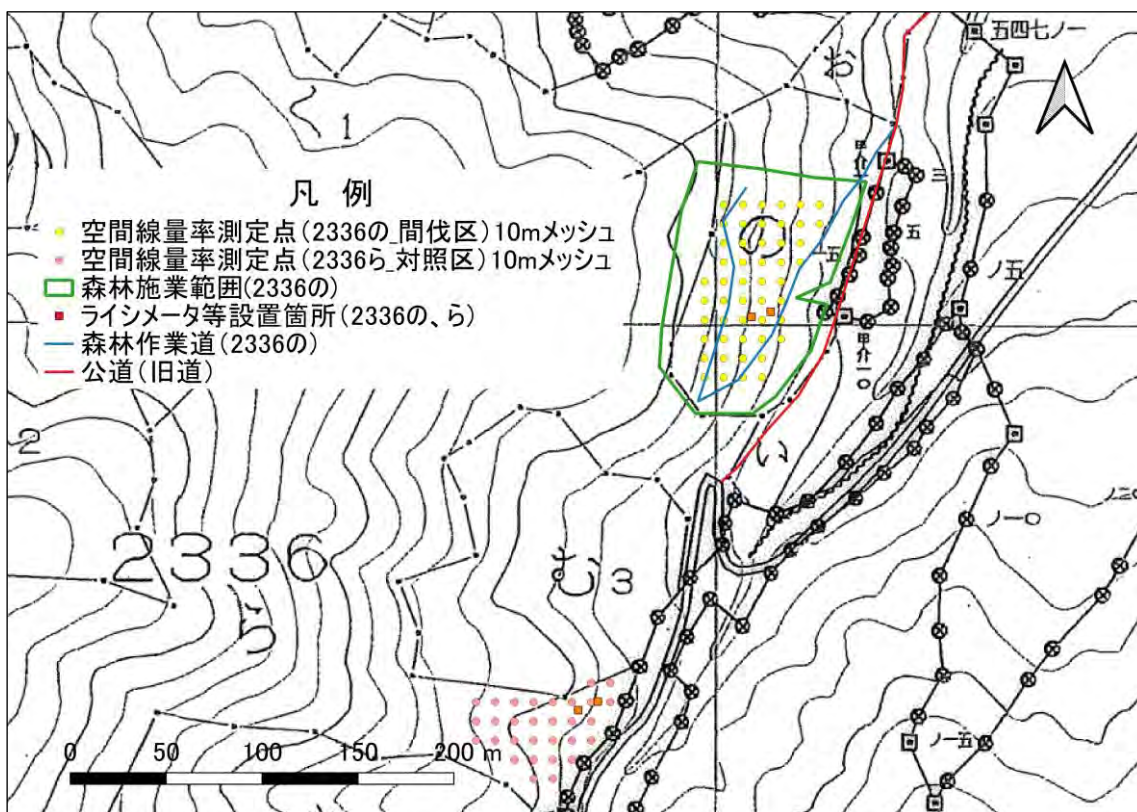 五四七ノ一
お
1
凡 例
空間線量率測定点(2336の_間伐区)10mメッシュ
空間線量率測定点(2336ら_対照区)10mメッシュ
森林施業範囲(2336の)
ライシメータ等設置箇所(2336の、ら)
森林作業道(2336の)
公道(旧道)
三
五
一五
の
ノ五
甲介一〇
い
2
ノ一〇
ノ二〇
2336
ら
む3
ノ一五
0 50 100 150 200 m